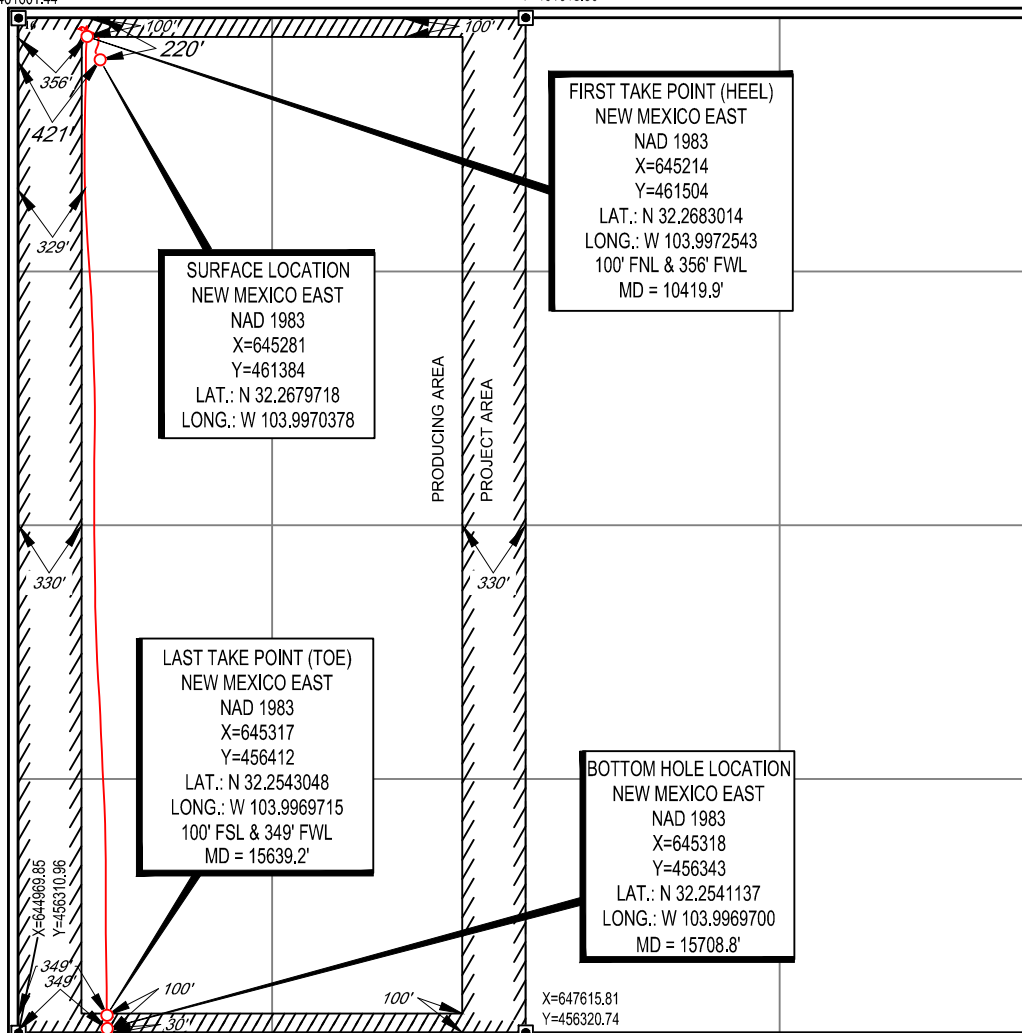 100'
100'
220'
356'
421'
329'
FIRST TAKE POINT (HEEL)
NEW MEXICO EAST
NAD 1983
X=645214
Y=461504
LAT.: N 32.2683014
LONG.: W 103.9972543
100' FNL & 356' FWL
MD = 10419.9'
SURFACE LOCATION
NEW MEXICO EAST
NAD 1983
X=645281
Y=461384
LAT.: N 32.2679718
LONG.: W 103.9970378
PRODUCING AREA
PROJECT AREA
330'
330'
LAST TAKE POINT (TOE)
NEW MEXICO EAST
NAD 1983
X=645317
Y=456412
LAT.: N 32.2543048
LONG.: W 103.9969715
100' FSL & 349' FWL
MD = 15639.2'
BOTTOM HOLE LOCATION
NEW MEXICO EAST
NAD 1983
X=645318
Y=456343
LAT.: N 32.2541137
LONG.: W 103.9969700
MD = 15708.8'
X=644969.85
Y=456310.96
349'
349'
100'
30'
100'
X=647615.81
Y=456320.74